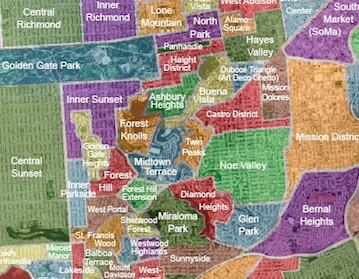 West Addison
Central
Richmond
Inner
Richmond
Lone
Mountain
North
Park
Alamo
Square
Center
South
Market
(SoMa)
Hayes
Valley
Panhandle
Haight
District
Golden Gate Park
Duboce Triangle
(Art Deco Ghetto)
Mission
Dolores
Buena
Vista
Ashbury
Heights
Inner Sunset
Castro District
Forest
Knolls
Twin
Peaks
Mission District
Golden
Gate
Heights
Midtown
Terrace
Noe Valley
Central
Sunset
Forest
Hill
Inner
Parkside
Forest Hill
Extension
Diamond
Heights
West Portal
Miraloma
Park
Sherwood
Forest
Glen
Park
Bernal
Heights
St. Francis
Wood
Westwood
Highlands
Merced
Manor
Balboa
Terrace
Sunnyside
Lakeside
Mount
Davidson
West-